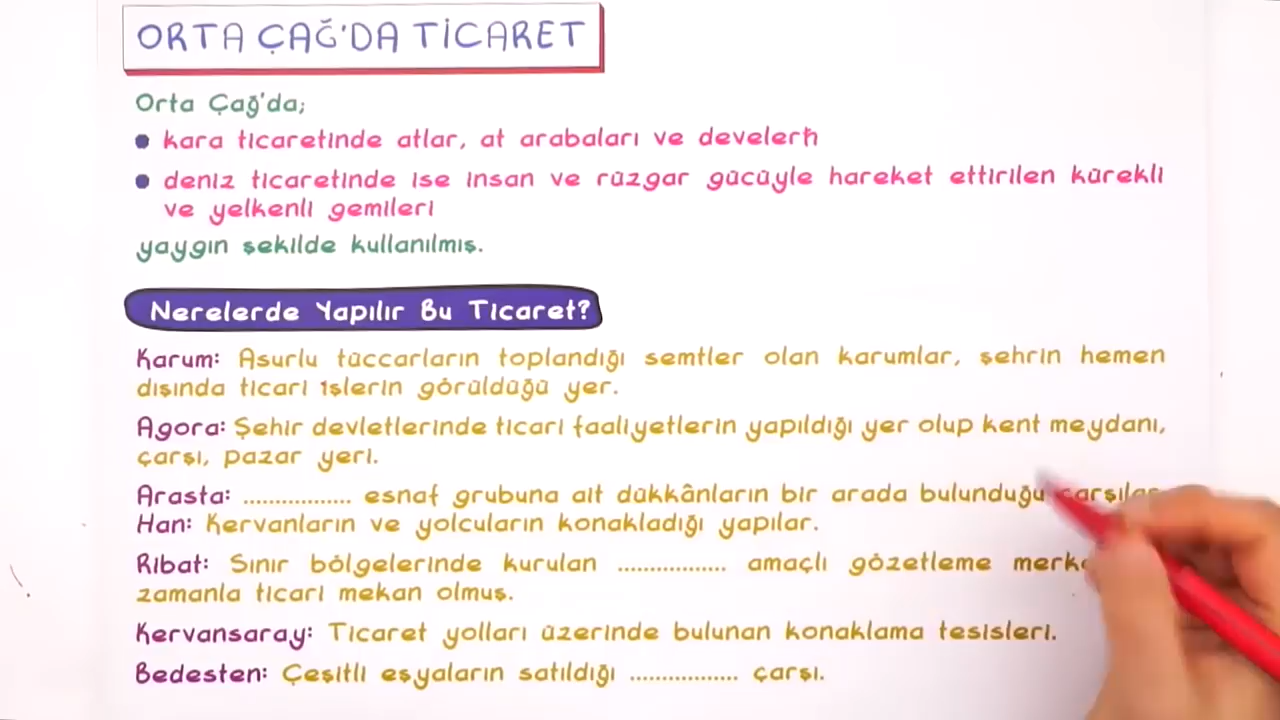 ORTA ÇAĞ'DA TİCARET
Orta Çağ'da;
kara ticaretinde atlar, at arabaları ve develerh
deniz ticaretinde ise insan ve rüzgar gücüyle hareket ettirilen kürekli
ve yelkenli gemileri
yaygın şekilde kullanılmış.
Nerelerde Yapılır Bu Ticaret?
Karum: Asurlu tüccarların toplandığı semtler olan karumlar, şehrin hemen
dışında ticari işlerin görüldüğü yer.
Agora: Şehir devletlerinde ticari faaliyetlerin yapıldığı yer olup kent meydanı,
çarşı, pazar yeri.
Arasta: ................. esnaf grubuna ait dükkânların bir arada bulunduğu
Han: Kervanların ve yolcuların konakladığı yapılar.
Ribat: Sınır bölgelerinde kurulan ................. amaçlı gözetleme
zamanla ticari mekan olmuş.
Kervansaray: Ticaret yolları üzerinde bulunan konaklama tesisleri.
Bedesten: Çeşitli eşyaların satıldığı ................. çarşı.